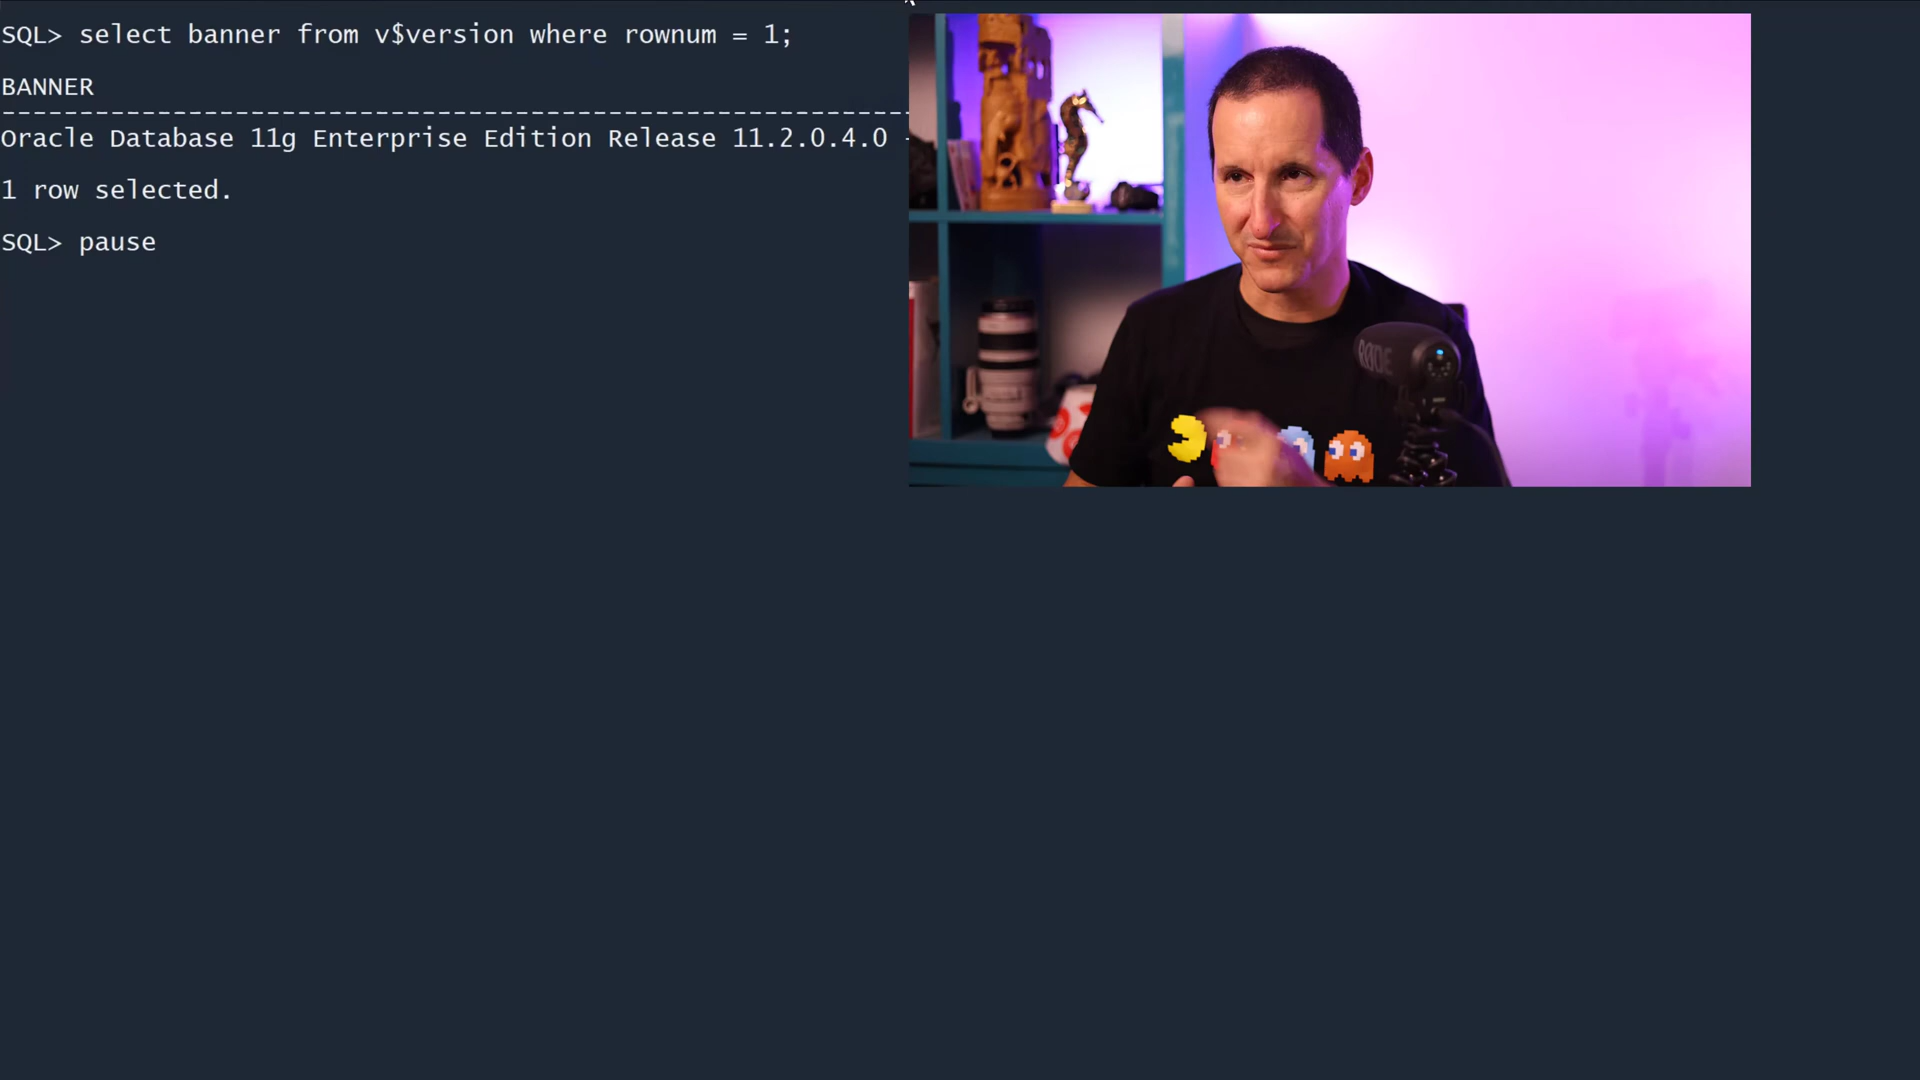 SQL> select banner from v$version where rownum = 1;
BANNER
--------------------------------------------------------------------------------
Oracle Database 11g Enterprise Edition Release 11.2.0.4.0 -
1 row selected.
SQL> pause
RODE